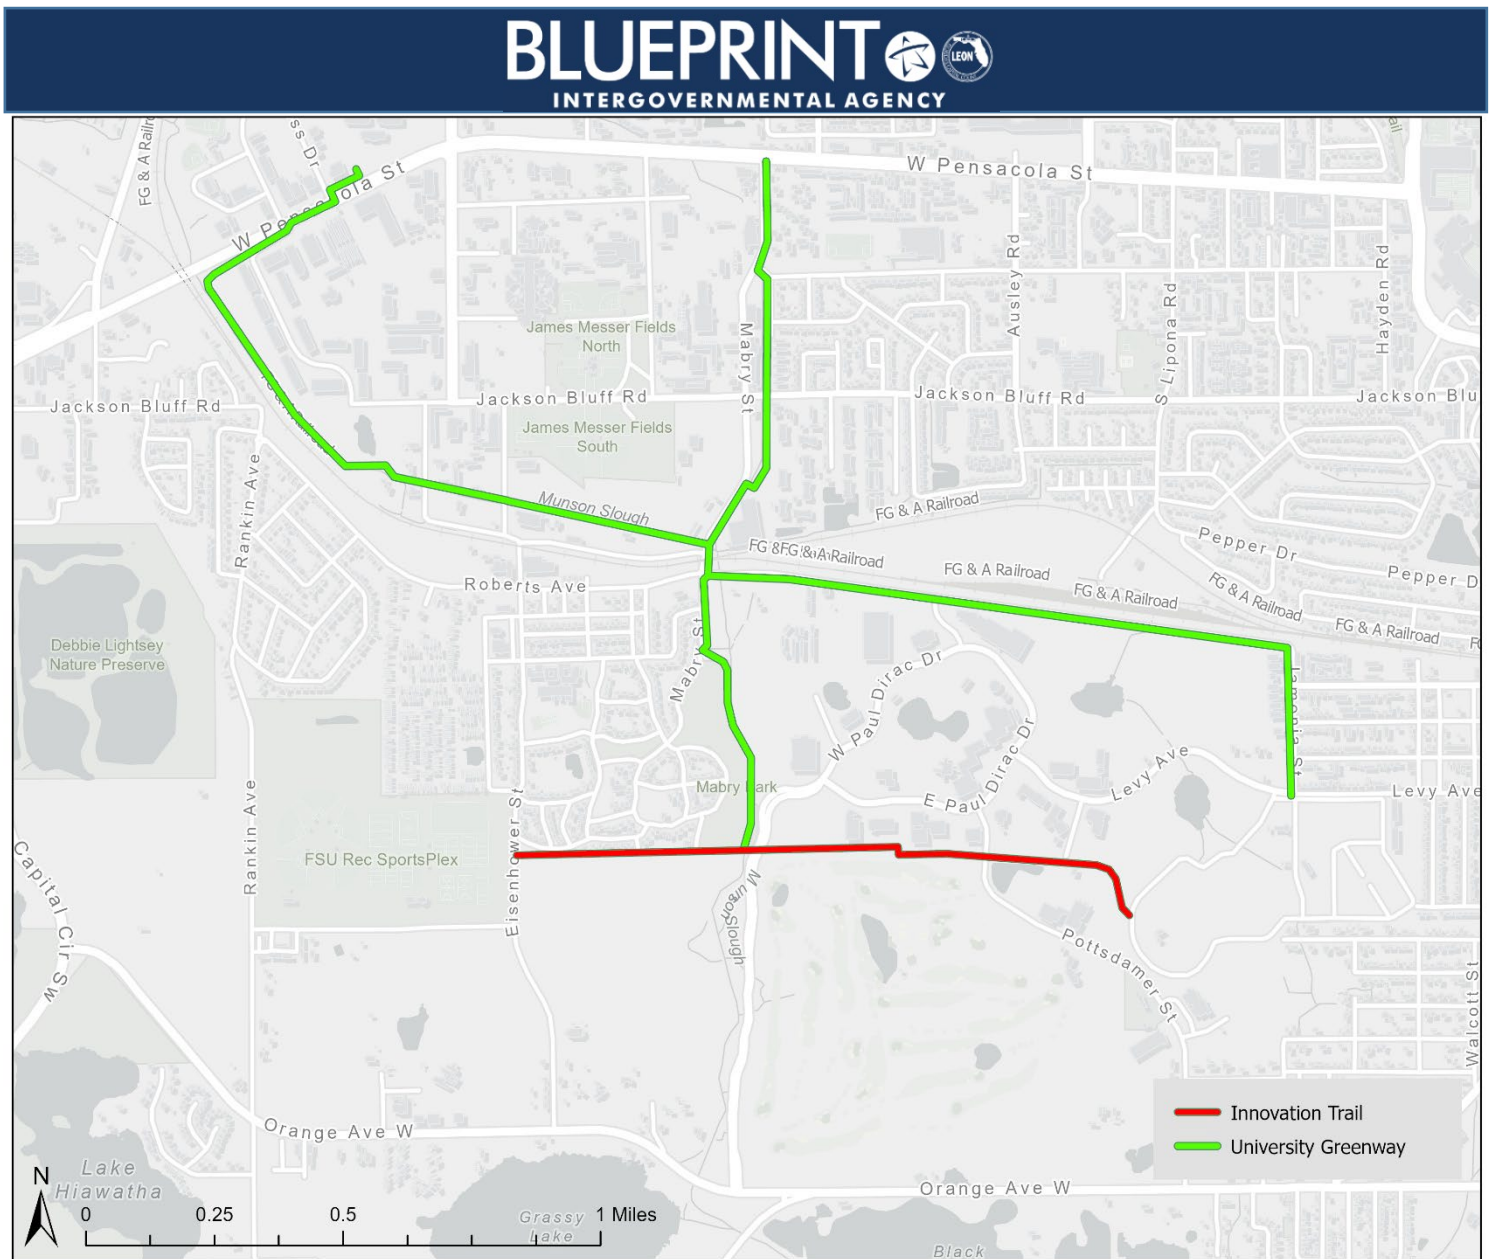 BLUEPRINT
LEON
INTERGOVERNMENTAL AGENCY
FG & A Railro
ss Dr
W Pensacola St
W Pensacola St
James Messer Fields
North
Mabry St
Ausley Rd
S Lipona Rd
Hayden Rd
Jackson Bluff Rd
Jackson Bluff Rd
Jackson Bluff Rd
Jackson Blu
James Messer Fields
South
Rankin Ave
Munson Slough
FG & A Railroad
FG & A Railroad
FG & A Railroad
FG & A Railroad
FG & A Railroad
FG & A Railroad
Pepper Dr
Pepper D
Roberts Ave
Debbie Lightsey
Nature Preserve
Mabry St
W Paul Dirac Dr
E Paul Dirac Dr
Levy Ave
Levy Ave
Mabry Park
Rankin Ave
Eisenhower St
FSU Rec SportsPlex
Capital Cir SW
Munson Slough
Pottsdamer St
Walcott St
Orange Ave W
Orange Ave W
Lake
Hiawatha
Grassy
Lake
Black
N
0 0.25 0.5 1 Miles
Innovation Trail
University Greenway